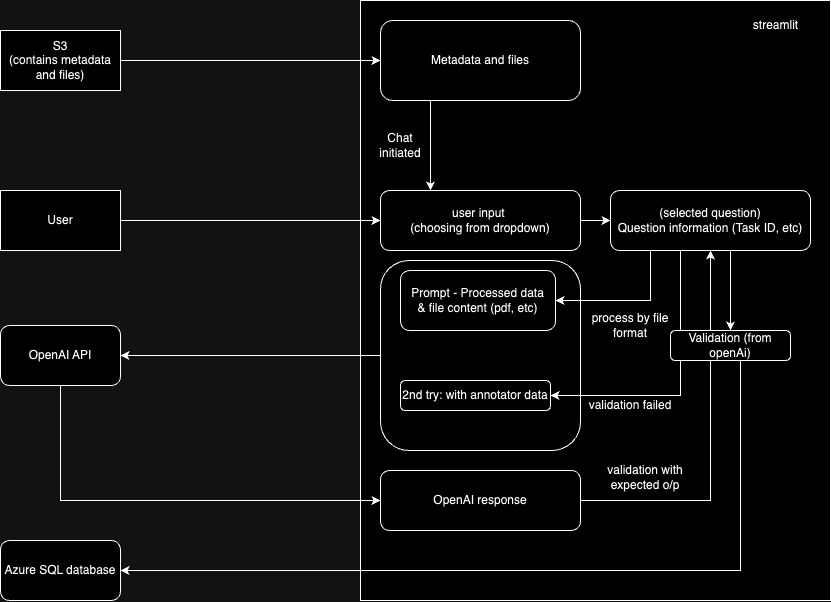 streamlit
S3
(contains metadata
and files)
Metadata and files
Chat
initiated
User
user input
(choosing from dropdown)
(selected question)
Question information (Task ID, etc)
Prompt - Processed data
& file content (pdf, etc)
process by file
format
Validation (from
openAi)
OpenAI API
2nd try: with annotator data
validation failed
validation with
expected o/p
OpenAI response
Azure SQL database